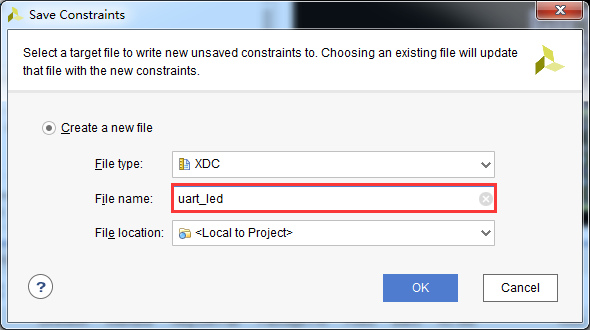 Save Constraints
Select a target file to write new unsaved constraints to. Choosing an existing file will update
that file with the new constraints.
Create a new file
File type: XDC
File name: uart_led
File location: <Local to Project>
? OK Cancel